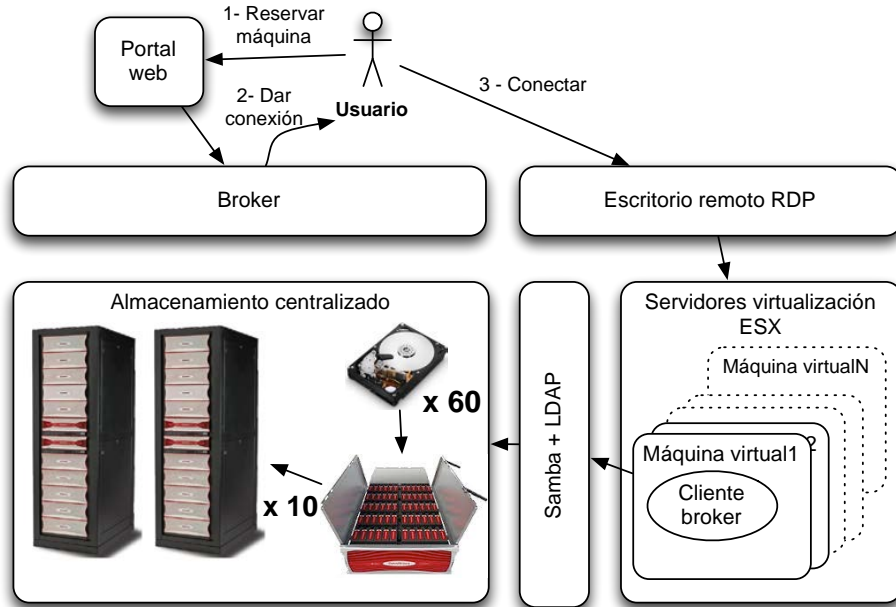 1- Reservar
máquina
Portal
web
2- Dar
conexión
Usuario
3 - Conectar
Broker
Escritorio remoto RDP
Almacenamiento centralizado
x 60
x 10
Samba + LDAP
Servidores virtualización
ESX
Máquina virtualN
2
Máquina virtual1
Cliente
broker